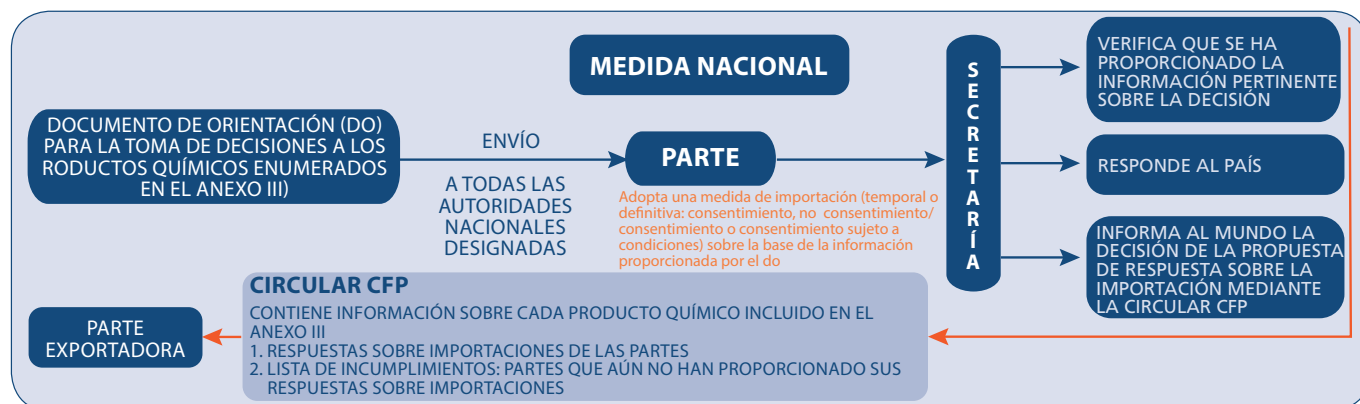 MEDIDA NACIONAL
DOCUMENTO DE ORIENTACIÓN (DO)
PARA LA TOMA DE DECISIONES A LOS
RODUCTOS QUÍMICOS ENUMERADOS
EN EL ANEXO III)
ENVÍO
A TODAS LAS
AUTORIDADES
NACIONALES
DESIGNADAS
PARTE
Adopta una medida de importación (temporal o
definitiva: consentimiento, no consentimiento/
consentimiento o consentimiento sujeto a
condiciones) sobre la base de la información
proporcionada por el do
SECRETARÍA
VERIFICA QUE SE HA
PROPORCIONADO LA
INFORMACIÓN PERTINENTE
SOBRE LA DECISIÓN
RESPONDE AL PAÍS
INFORMA AL MUNDO LA
DECISIÓN DE LA PROPUESTA
DE RESPUESTA SOBRE LA
IMPORTACIÓN MEDIANTE
LA CIRCULAR CFP
CIRCULAR CFP
CONTIENE INFORMACIÓN SOBRE CADA PRODUCTO QUÍMICO INCLUIDO EN EL
ANEXO III
1. RESPUESTAS SOBRE IMPORTACIONES DE LAS PARTES
2. LISTA DE INCUMPLIMIENTOS: PARTES QUE AÚN NO HAN PROPORCIONADO SUS
RESPUESTAS SOBRE IMPORTACIONES
PARTE
EXPORTADORA